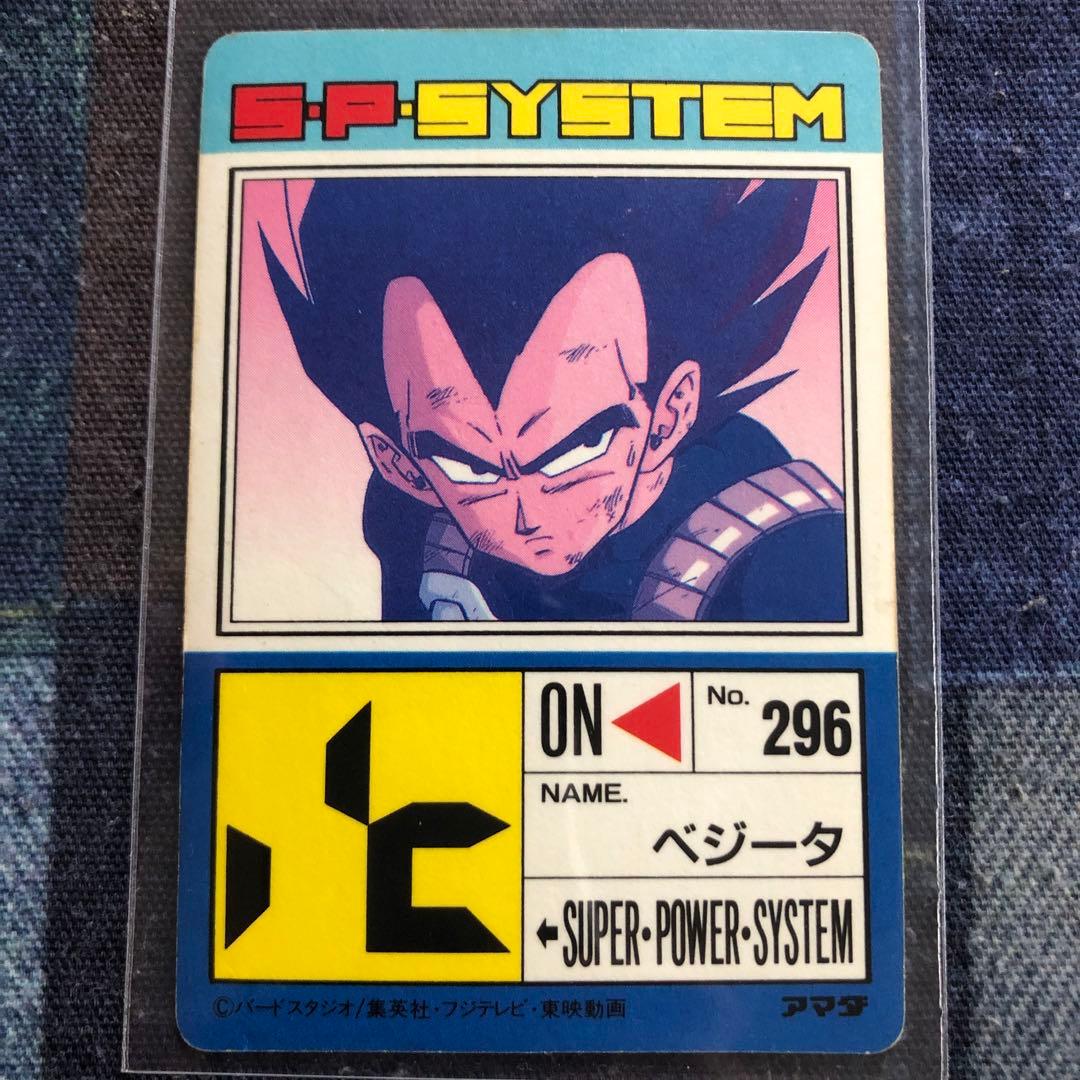 S·P·SYSTEM
ON
No. 296
NAME.
ベジータ
SUPER·POWER·SYSTEM
©バードスタジオ/集英社・フジテレビ・東映動画
アマダ